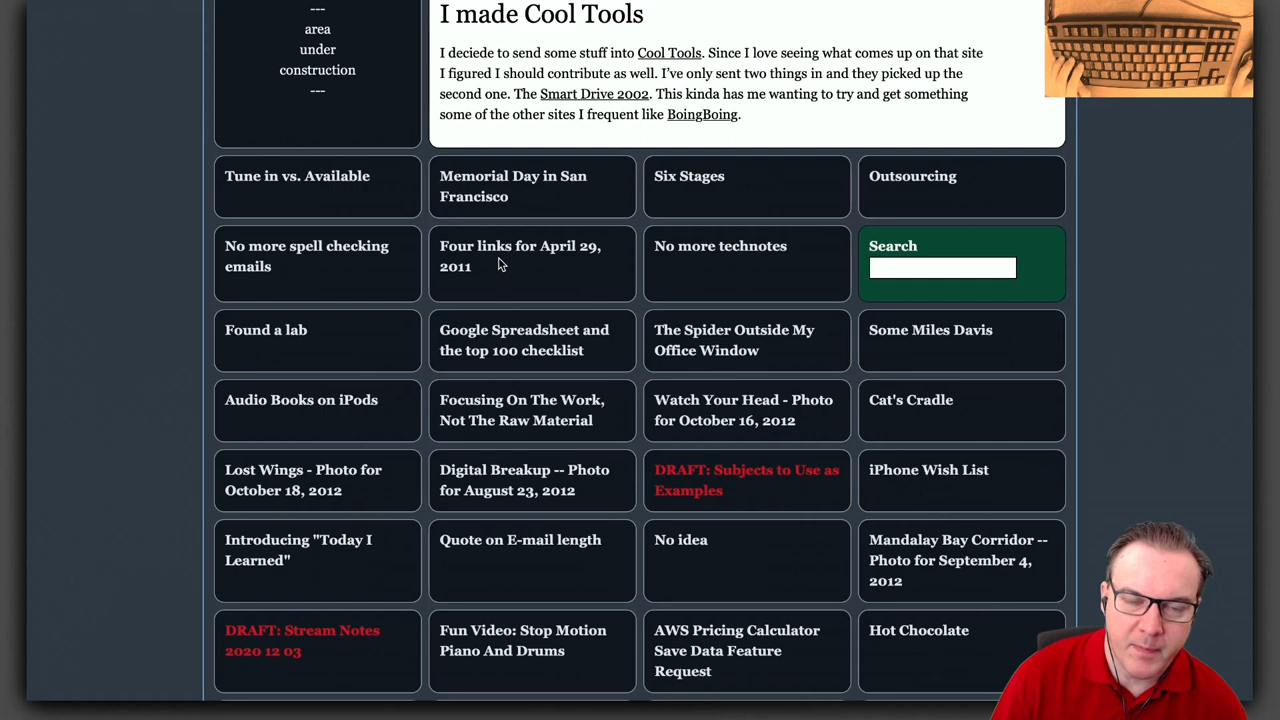 ---
area
under
construction
---
I made Cool Tools
I deciede to send some stuff into Cool Tools. Since I love seeing what comes up on that site
I figured I should contribute as well. I've only sent two things in and they picked up the
second one. The Smart Drive 2002. This kinda has me wanting to try and get something
some of the other sites I frequent like BoingBoing.
Tune in vs. Available
Memorial Day in San
Francisco
Six Stages
Outsourcing
No more spell checking
emails
Four links for April 29,
2011
No more technotes
Search
Found a lab
Google Spreadsheet and
the top 100 checklist
The Spider Outside My
Office Window
Some Miles Davis
Audio Books on iPods
Focusing On The Work,
Not The Raw Material
Watch Your Head - Photo
for October 16, 2012
Cat's Cradle
Lost Wings - Photo for
October 18, 2012
Digital Breakup -- Photo
for August 23, 2012
DRAFT: Subjects to Use as
Examples
iPhone Wish List
Introducing "Today I
Learned"
Quote on E-mail length
No idea
Mandalay Bay Corridor --
Photo for September 4,
2012
DRAFT: Stream Notes
2020 12 03
Fun Video: Stop Motion
Piano And Drums
AWS Pricing Calculator
Save Data Feature
Request
Hot Chocolate